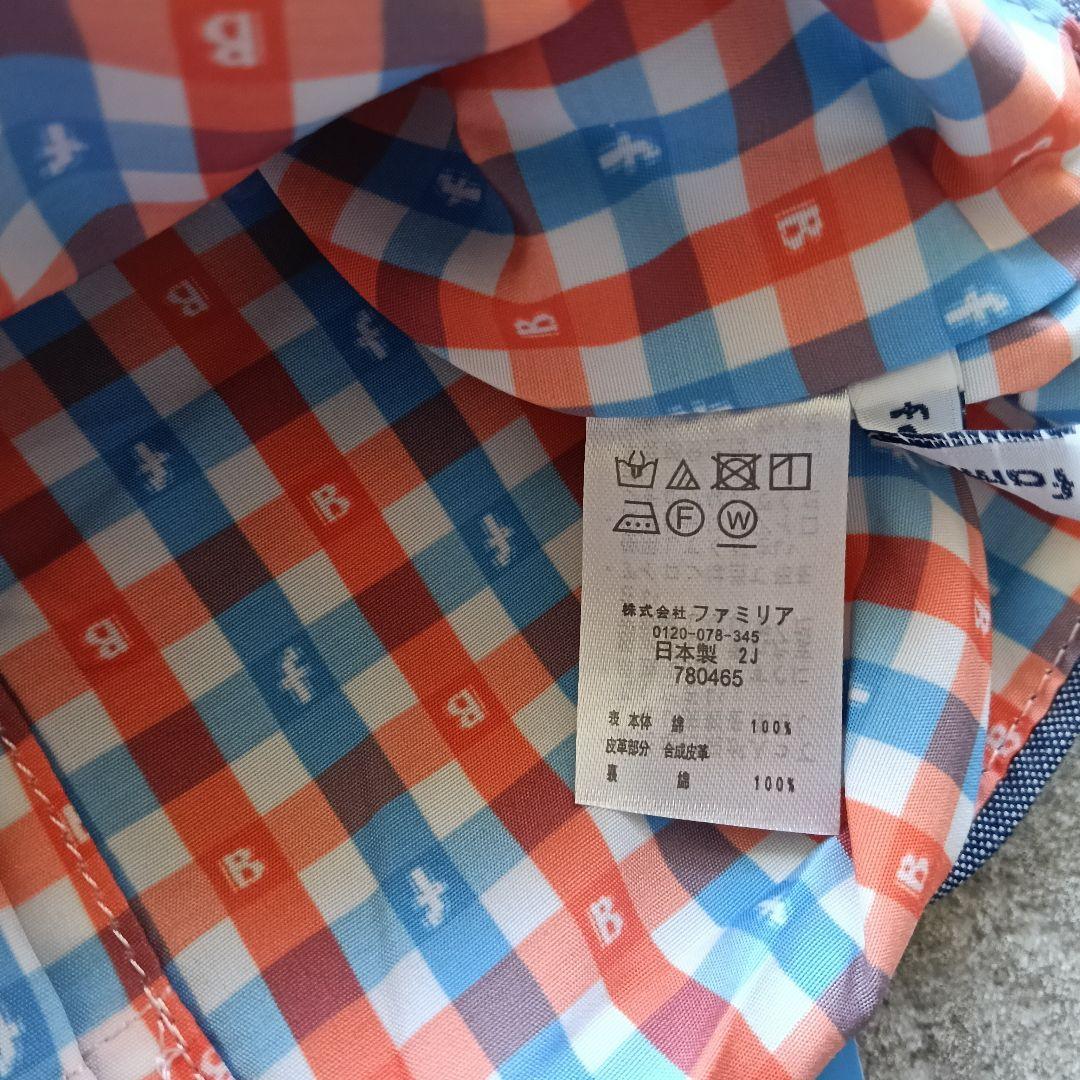 F
W
株式会社 ファミリア
0120-078-345
日本製 2J
780465
表 本体 綿 100%
皮革部分 合成皮革
裏 綿 100%
fam
f
B